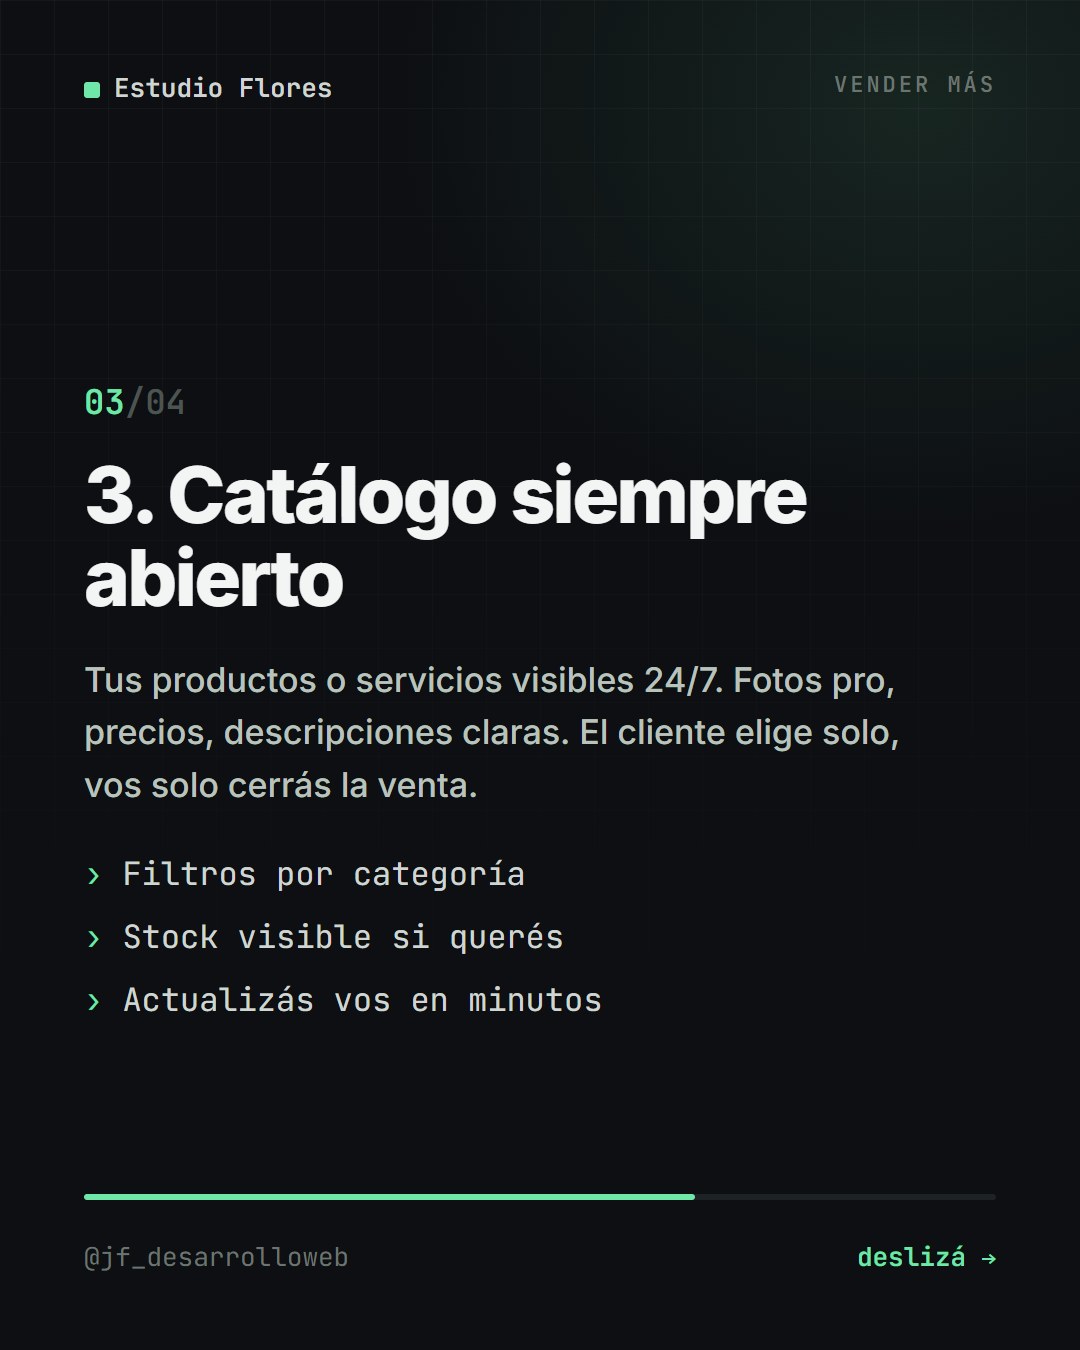 Estudio Flores
VENDER MÁS
03/04
3. Catálogo siempre
abierto
Tus productos o servicios visibles 24/7. Fotos pro,
precios, descripciones claras. El cliente elige solo,
vos solo cerrás la venta.
› Filtros por categoría
› Stock visible si querés
› Actualizás vos en minutos
@jf_desarrolloweb
deslizá →